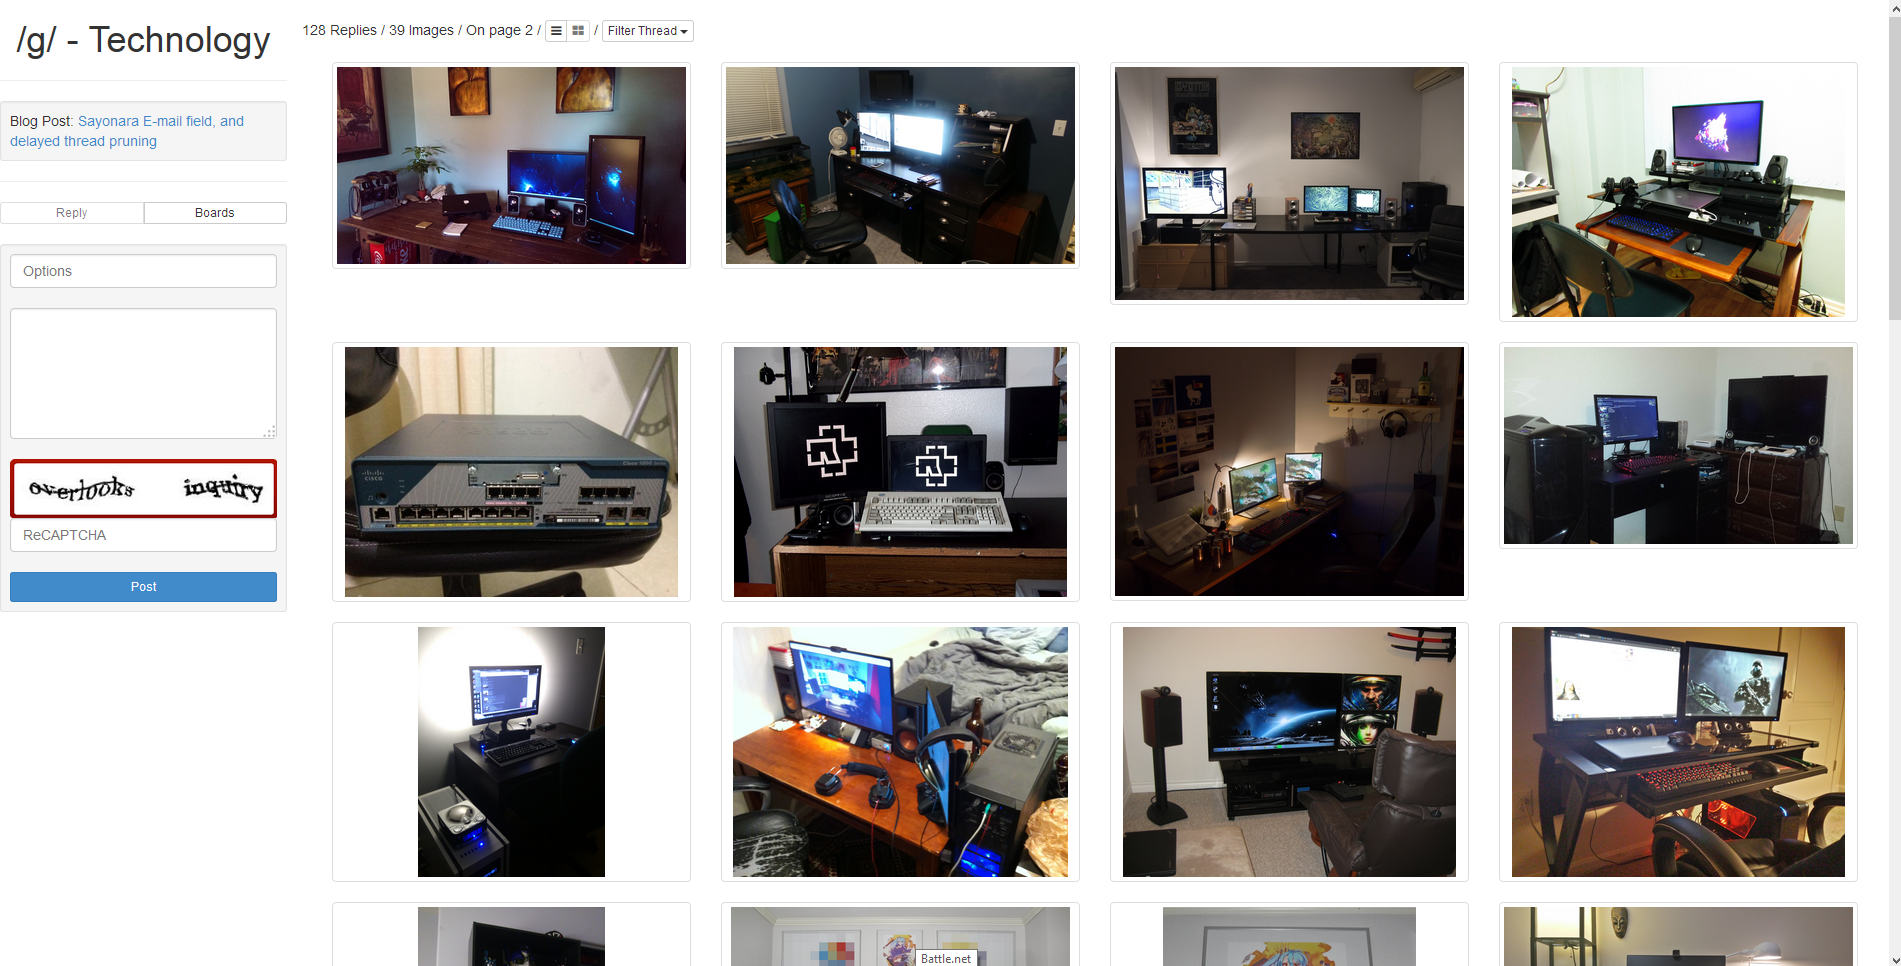 /g/ - Technology
128 Replies / 39 Images / On page 2 / / Filter Thread
Blog Post: Sayonara E-mail field, and
delayed thread pruning
Reply
Boards
Options
overlooks inquiry
ReCAPTCHA
Post
CISCO
Battle.net